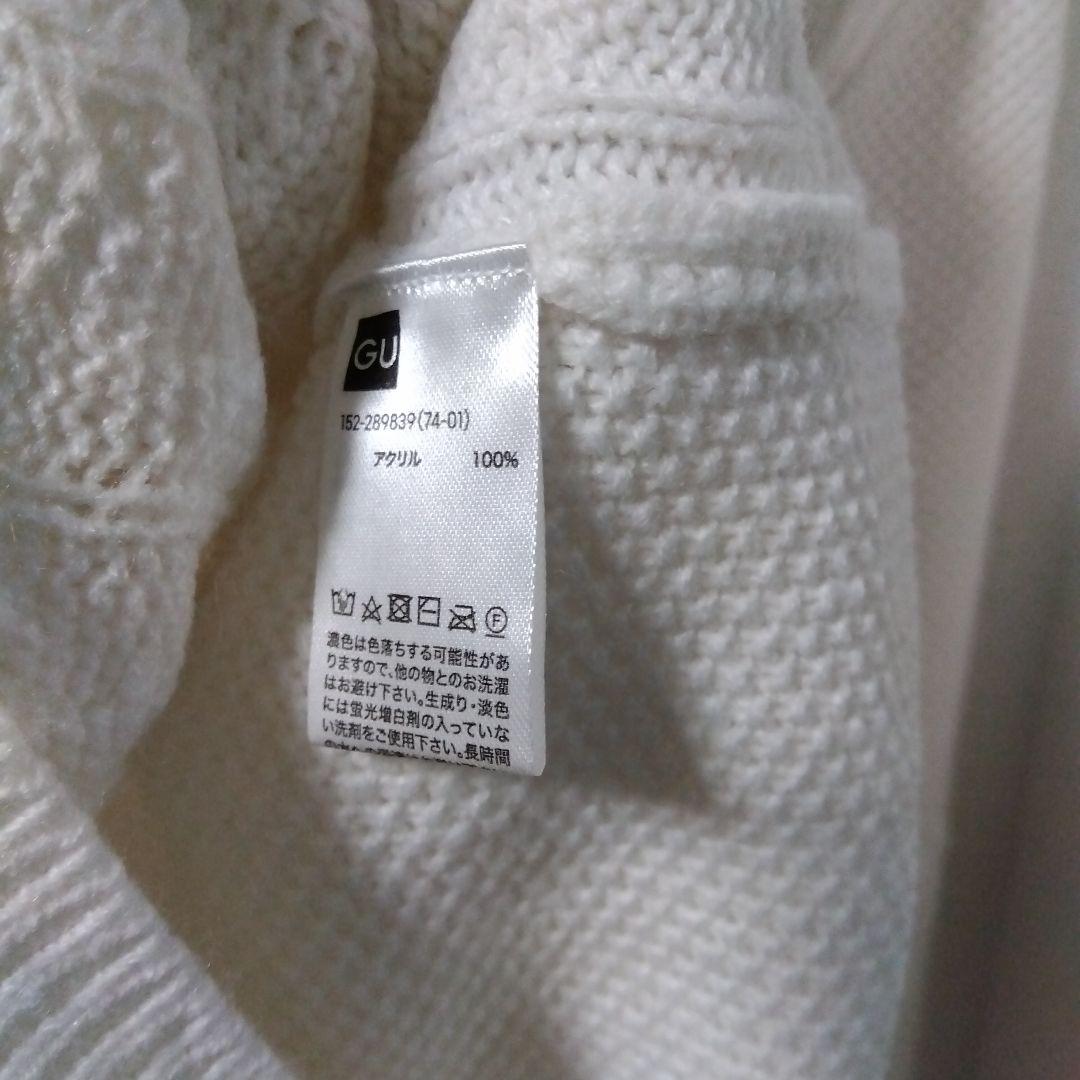 GU
152-289839(74-01)
アクリル 100%
F
濃色は色落ちする可能性があ
りますので、他の物とのお洗濯
はお避け下さい。生成り・淡色
には蛍光増白剤の入っていな
い洗剤をご使用下さい。長時間